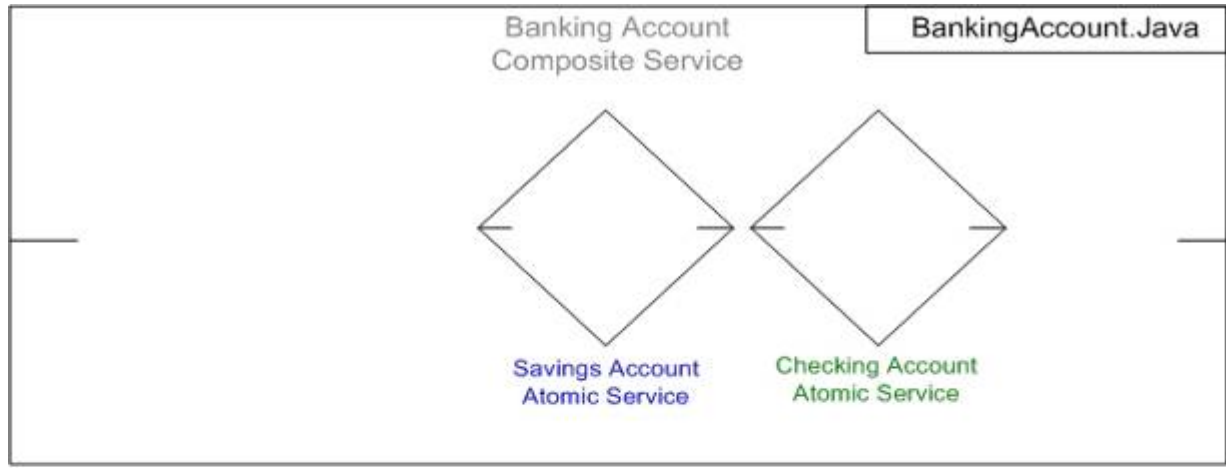 Banking Account
Composite Service
BankingAccount.Java
Savings Account
Atomic Service
Checking Account
Atomic Service